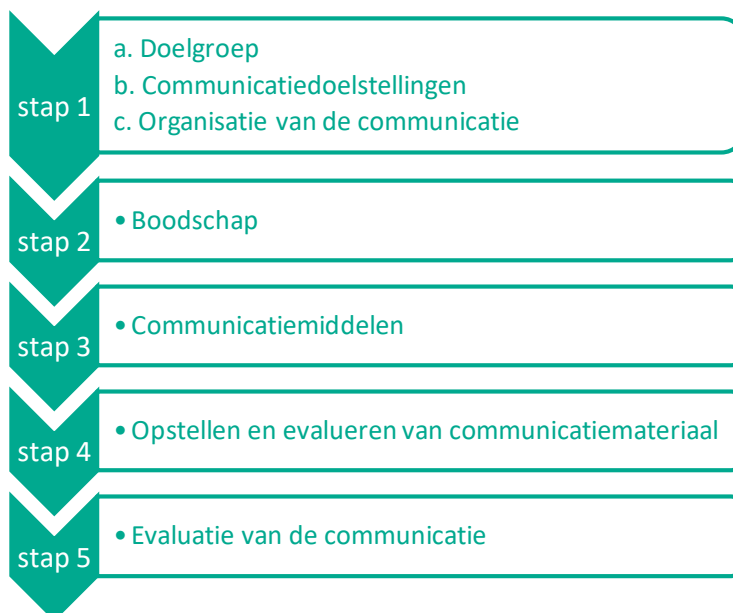 stap 1
a. Doelgroep
b. Communicatiedoelstellingen
c. Organisatie van de communicatie
stap 2
• Boodschap
stap 3
• Communicatiemiddelen
stap 4
• Opstellen en evalueren van communicatiemateriaal
stap 5
• Evaluatie van de communicatie